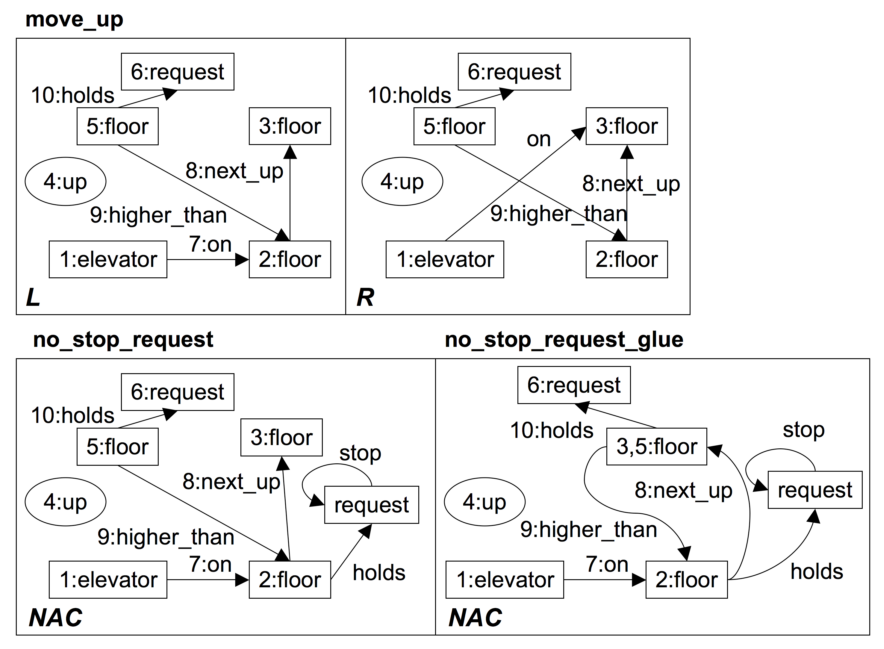 move_up
6:request
10:holds
5:floor
3:floor
8:next_up
4:up
9:higher_than
7:on
1:elevator
2:floor
L
6:request
10:holds
5:floor
3:floor
on
4:up
8:next_up
9:higher_than
1:elevator
2:floor
R
no_stop_request
6:request
10:holds
5:floor
3:floor
stop
8:next_up
4:up
request
9:higher_than
7:on
1:elevator
2:floor
holds
NAC
no_stop_request_glue
6:request
10:holds
3,5:floor
stop
8:next_up
4:up
request
9:higher_than
7:on
1:elevator
2:floor
holds
NAC